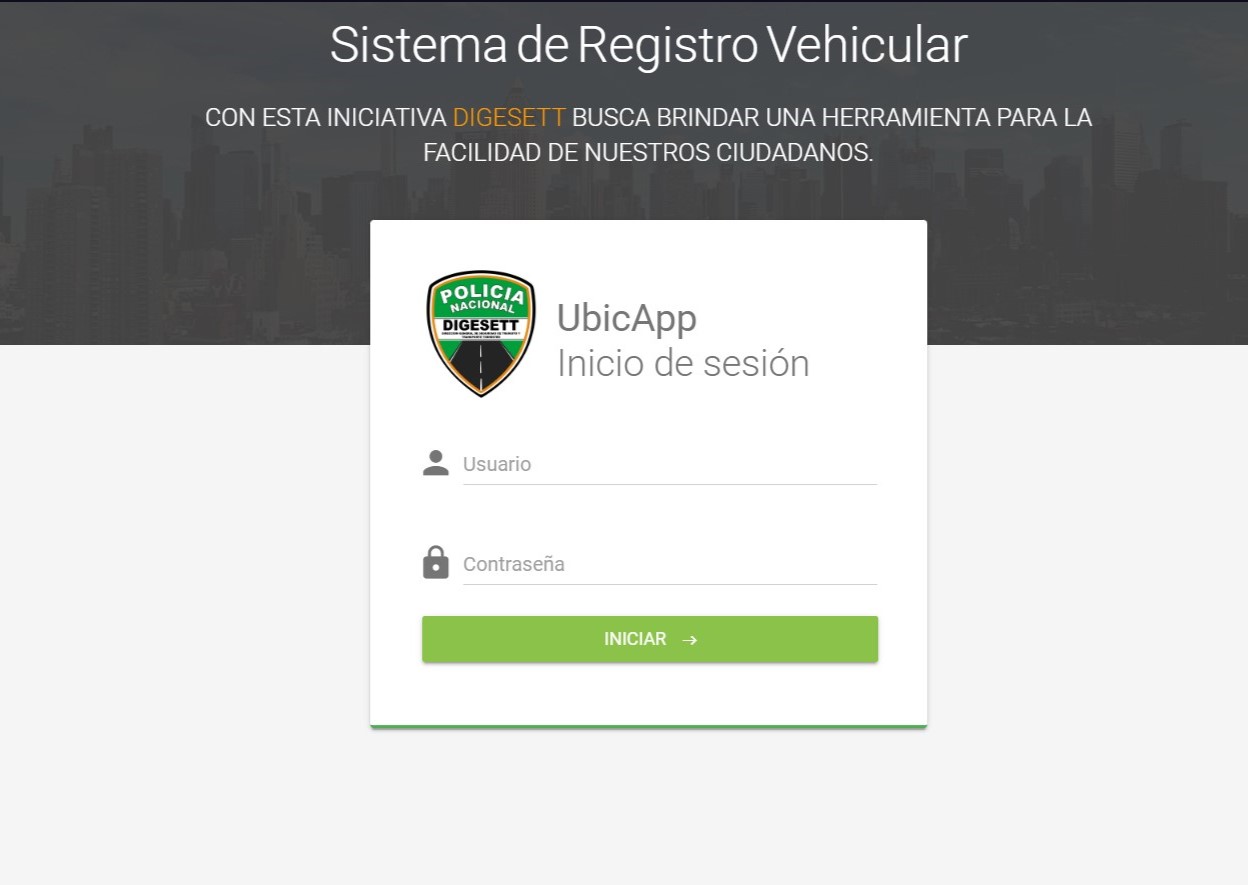 Sistema de Registro Vehicular
CON ESTA INICIATIVA DIGESETT BUSCA BRINDAR UNA HERRAMIENTA PARA LA
FACILIDAD DE NUESTROS CIUDADANOS.
POLICIA
NACIONAL
DIGESETT
UbicApp
Inicio de sesión
Usuario
Contraseña
INICIAR →